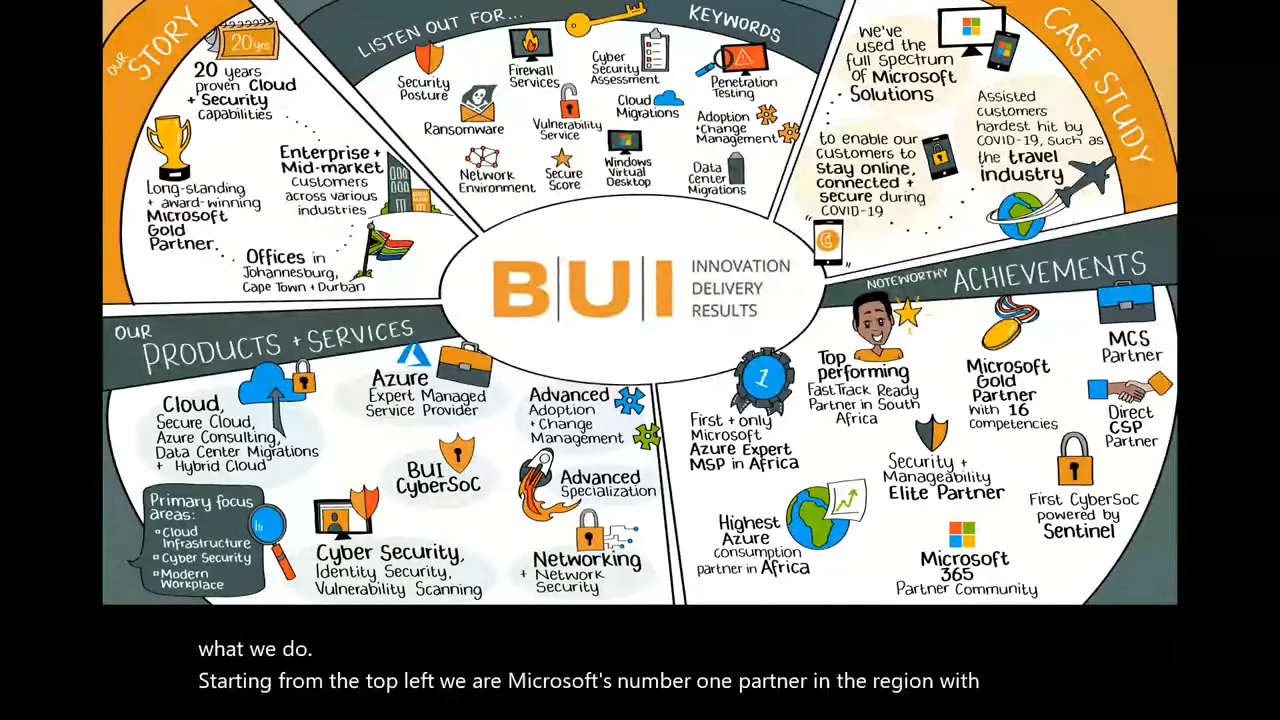 OUR
STORY
20 yrs
20 years
proven Cloud
+ Security
capabilities
Long-standing
+ award-winning
Microsoft
Gold
Partner
Enterprise +
Mid-market
customers
across various
industries
Offices in
Johannesburg,
Cape Town + Durban
LISTEN OUT FOR...
KEYWORDS
Security
Posture
Firewall
Services
Cyber
Security
Assessment
Penetration
Testing
Ransomware
Vulnerability
Service
Cloud
Migrations
Adoption
+Change
Management
Network
Environment
Secure
Score
Windows
Virtual
Desktop
Data
Center
Migrations
CASE STUDY
We've
used the
full spectrum
of Microsoft
Solutions
to enable our
customers to
stay online,
connected +
secure during
COVID-19
Assisted
customers
hardest hit by
COVID-19, such as
the travel
industry
B|U|I
INNOVATION
DELIVERY
RESULTS
OUR
PRODUCTS + SERVICES
Cloud,
Secure Cloud,
Azure Consulting,
Data Center Migrations
+ Hybrid Cloud
Azure
Expert Managed
Service Provider
Advanced
Adoption
+ Change
Management
BUI
CyberSoC
Advanced
Specialization
Primary focus
areas:
Cloud
Infrastructure
Cyber Security
Modern
Workplace
Cyber Security,
Identity Security,
Vulnerability Scanning
Networking
+ Network
Security
NOTEWORTHY ACHIEVEMENTS
1
First + only
Microsoft
Azure Expert
MSP in Africa
Top
performing
FastTrack Ready
Partner in South
Africa
Microsoft
Gold
Partner
with 16
competencies
MCS
Partner
Direct
CSP
Partner
Security +
Manageability
Elite Partner
First CyberSoC
powered by
Sentinel
Highest
Azure
consumption
partner in Africa
Microsoft
365
Partner Community
what we do.
Starting from the top left we are Microsoft's number one partner in the region with